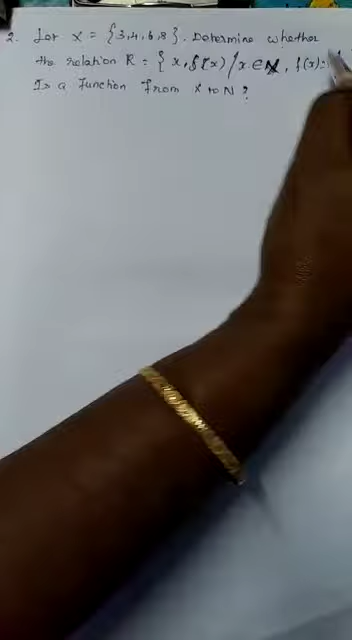 2. Let X = {3,4,6,8}. Determine whether
the relation R = { x, f(x) / x ∈ X, f(x) =
Is a function from X to N ?